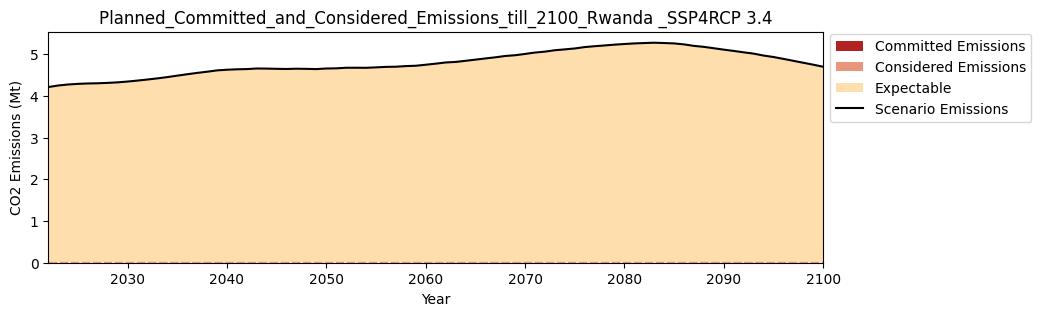 Planned_Committed_and_Considered_Emissions_till_2100_Rwanda _SSP4RCP 3.4
5
4
3
2
1
0
CO2 Emissions (Mt)
2030 2040 2050 2060 2070 2080 2090 2100
Year
Committed Emissions
Considered Emissions
Expectable
Scenario Emissions